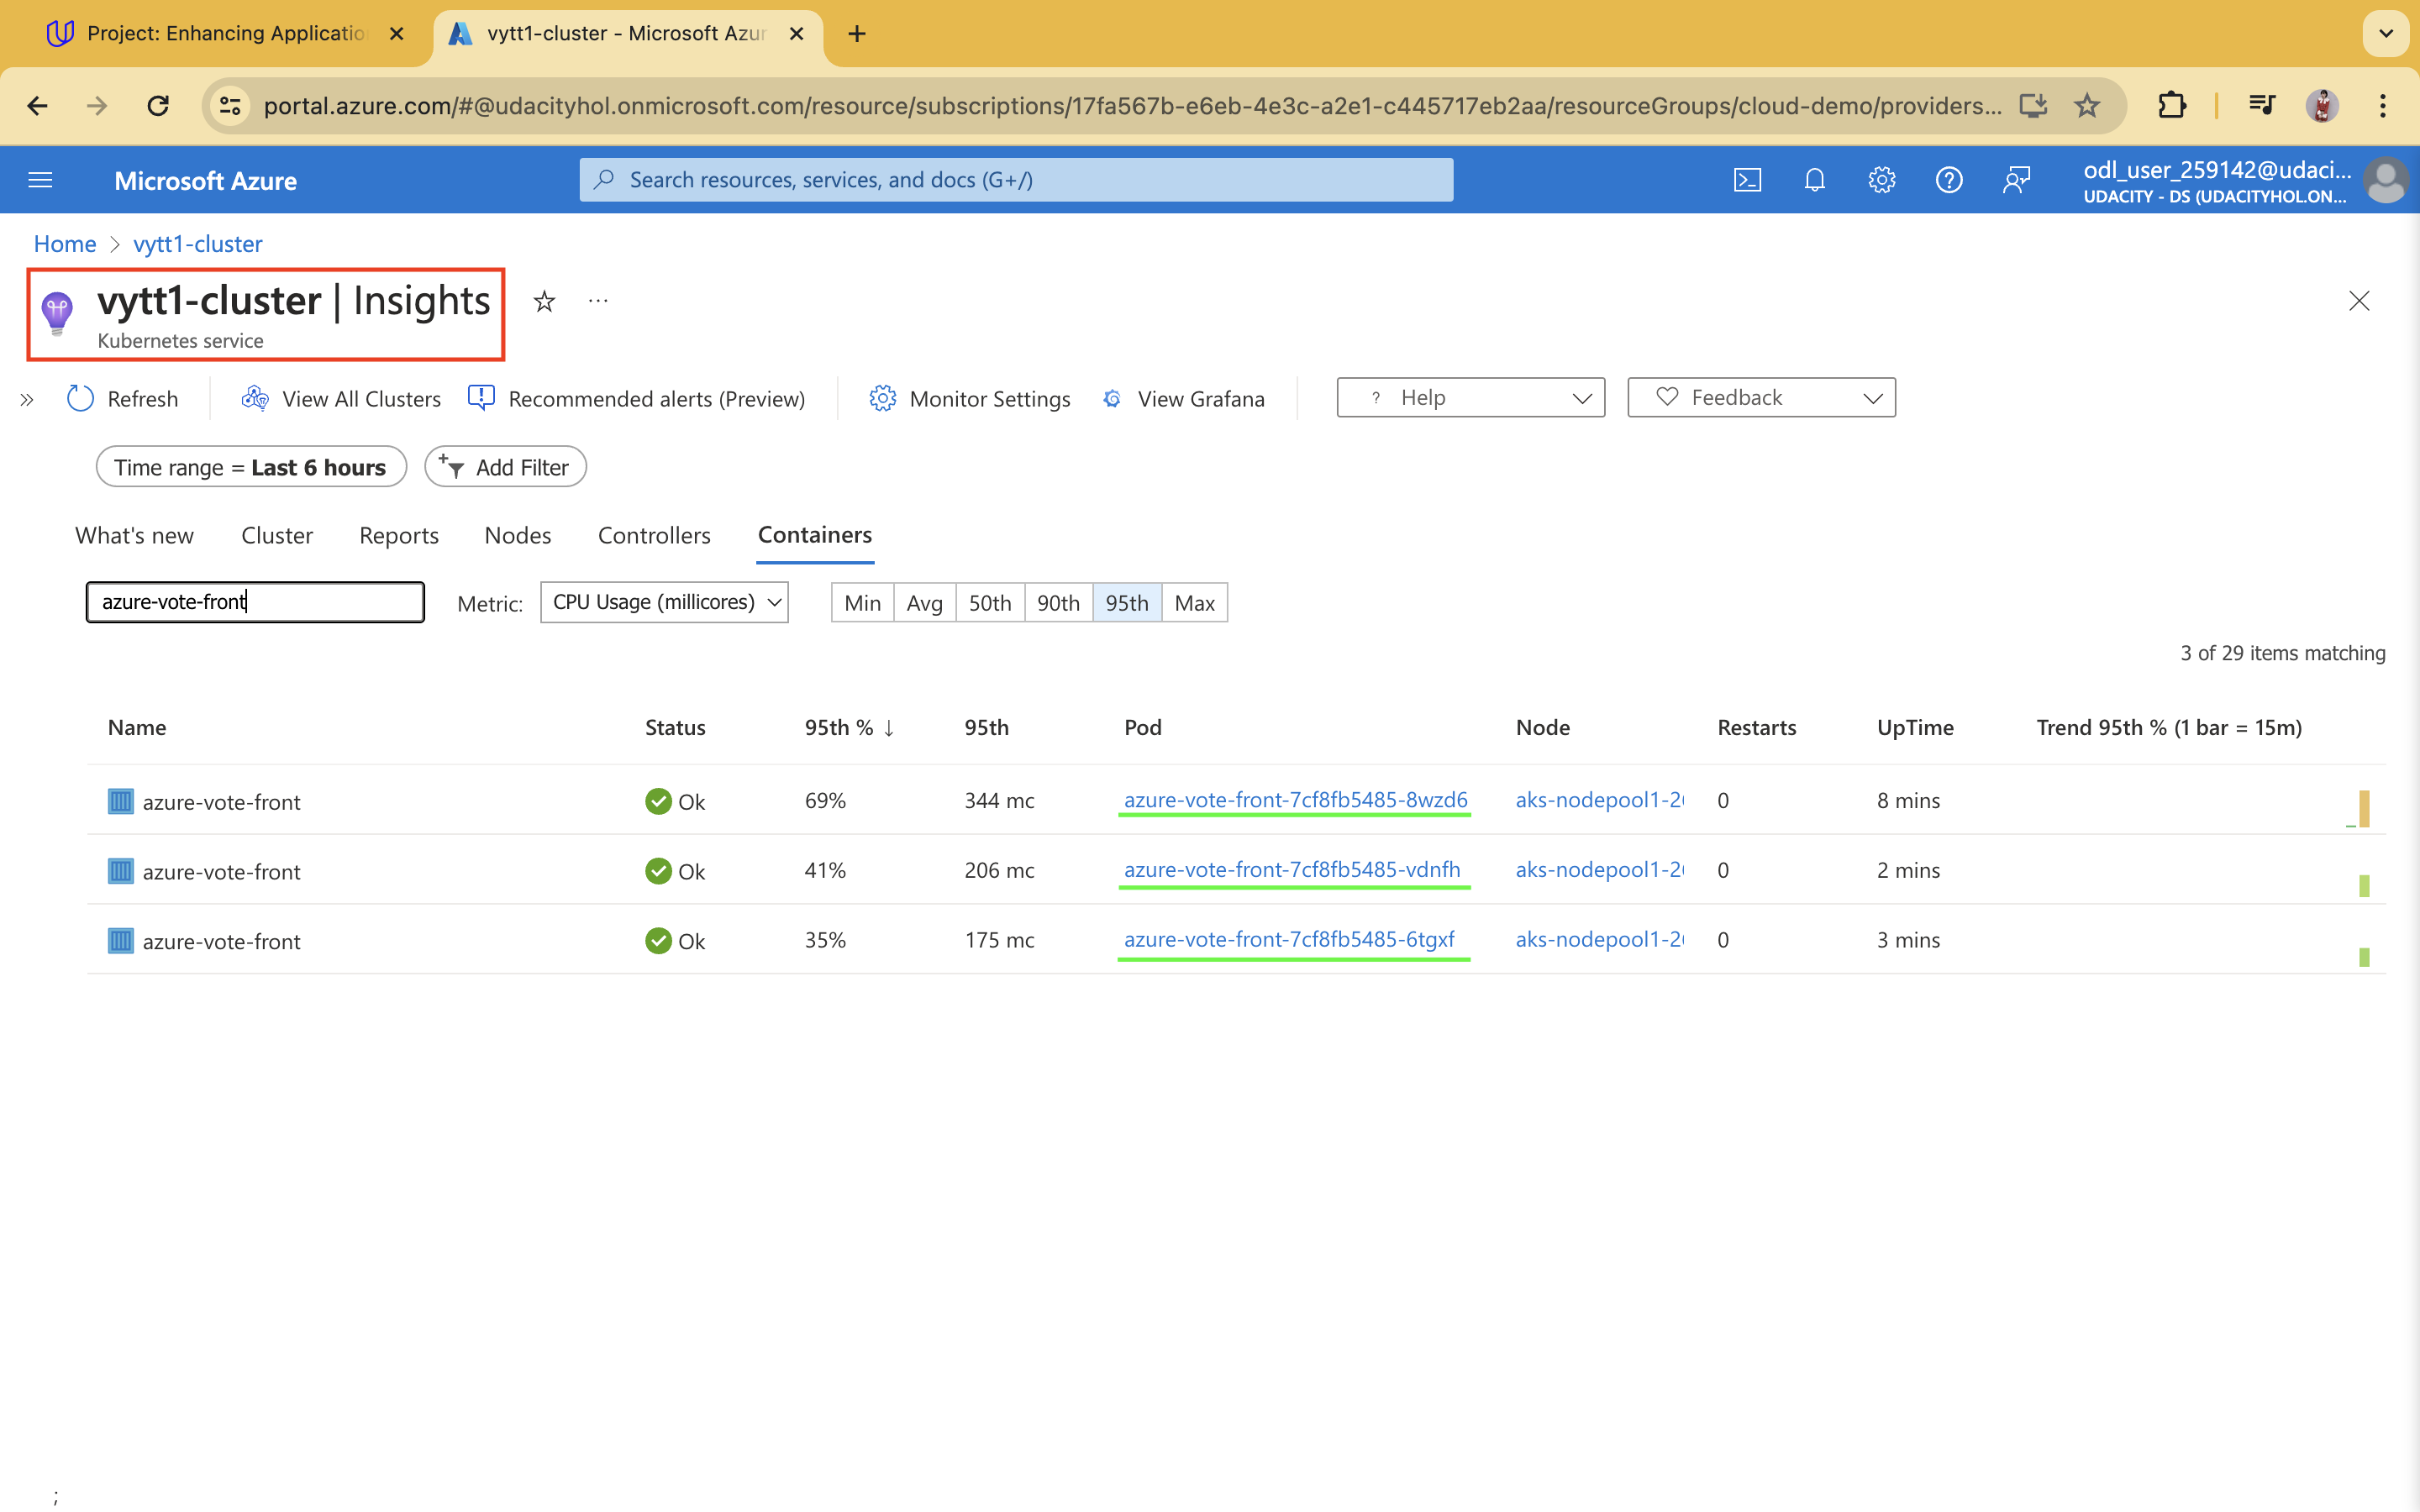 Project: Enhancing Applicatio
vytt1-cluster - Microsoft Azur
portal.azure.com/#@udacityhol.onmicrosoft.com/resource/subscriptions/17fa567b-e6eb-4e3c-a2e1-c445717eb2aa/resourceGroups/cloud-demo/providers...
Microsoft Azure
Search resources, services, and docs (G+/)
odl_user_259142@udaci...
UDACITY - DS (UDACITYHOL.ON...
Home > vytt1-cluster
vytt1-cluster | Insights
Kubernetes service
Refresh View All Clusters Recommended alerts (Preview) Monitor Settings View Grafana ? Help Feedback
Time range = Last 6 hours Add Filter
What's new Cluster Reports Nodes Controllers Containers
azure-vote-front Metric: CPU Usage (millicores) Min Avg 50th 90th 95th Max
3 of 29 items matching
Name Status 95th % ↓ 95th Pod Node Restarts UpTime Trend 95th % (1 bar = 15m)
azure-vote-front Ok 69% 344 mc azure-vote-front-7cf8fb5485-8wzd6 aks-nodepool1-2 0 8 mins
azure-vote-front Ok 41% 206 mc azure-vote-front-7cf8fb5485-vdnfh aks-nodepool1-2 0 2 mins
azure-vote-front Ok 35% 175 mc azure-vote-front-7cf8fb5485-6tgxf aks-nodepool1-2 0 3 mins
;